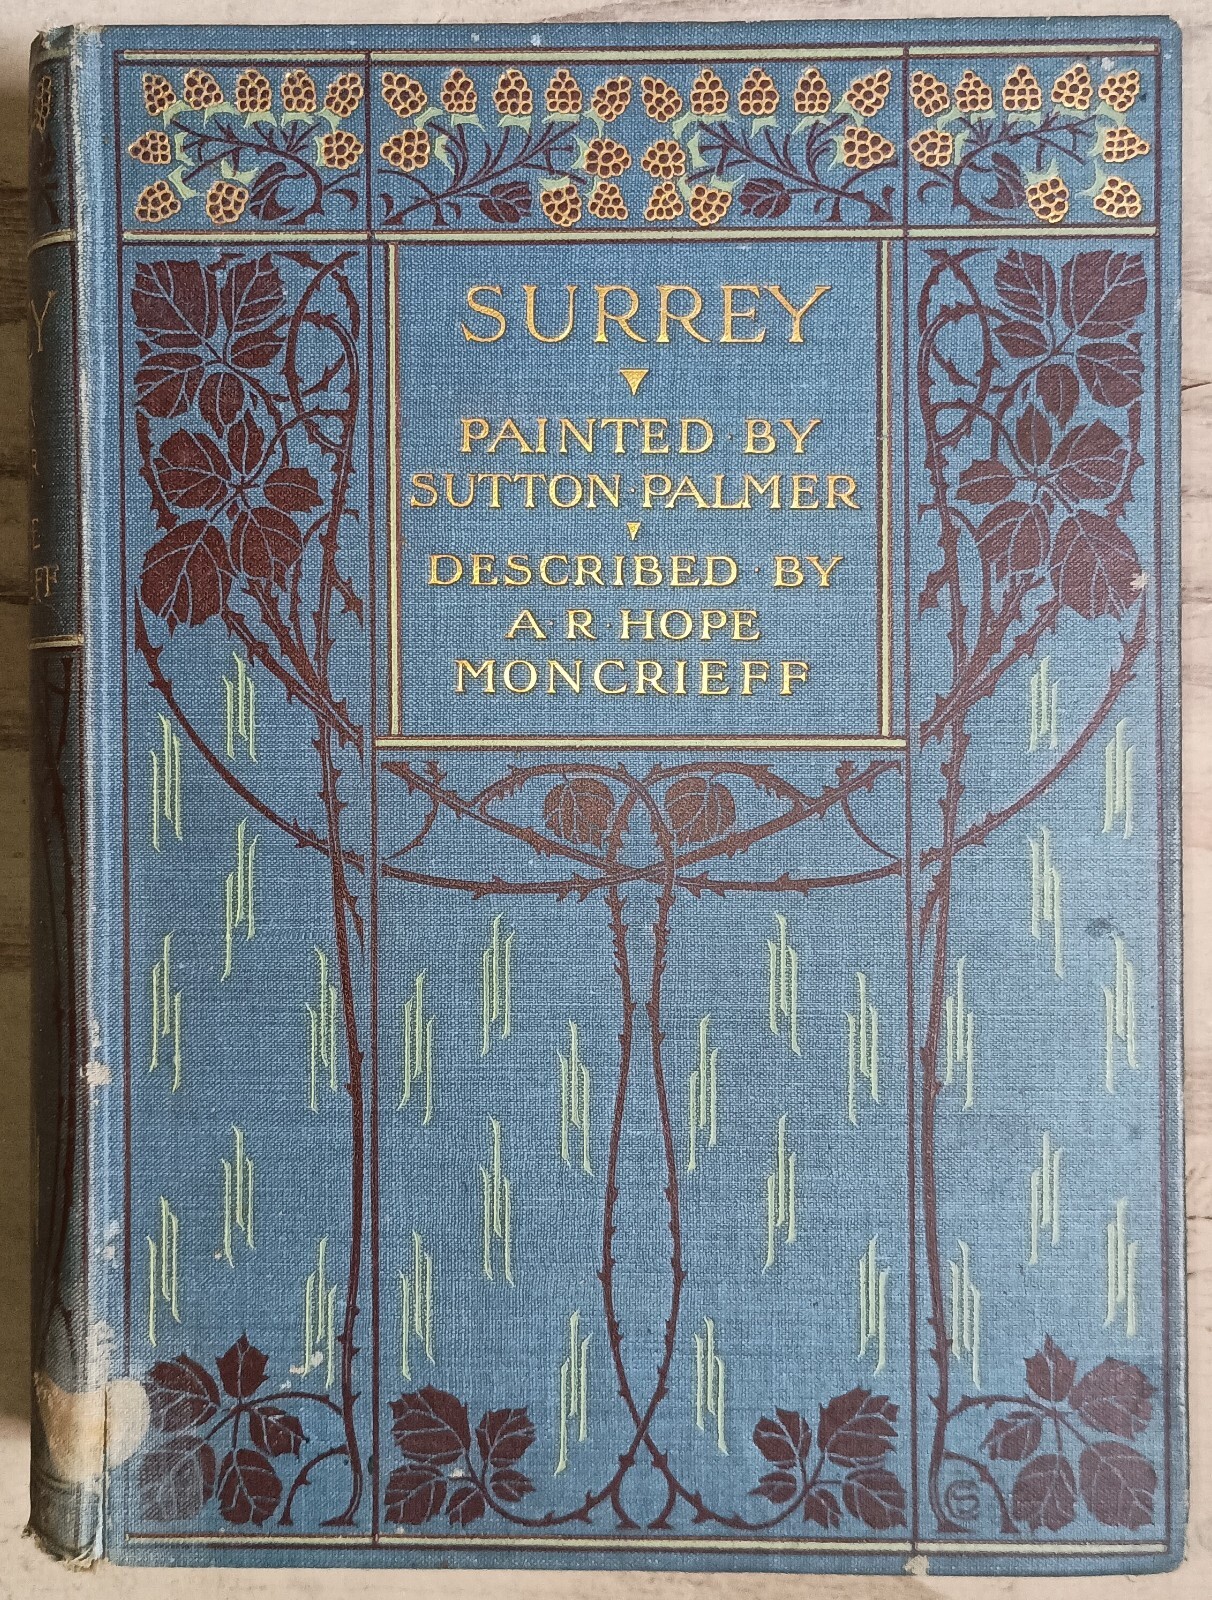 SURREY
PAINTED · BY
SUTTON · PALMER
DESCRIBED · BY
A · R · HOPE
MONCRIEFF